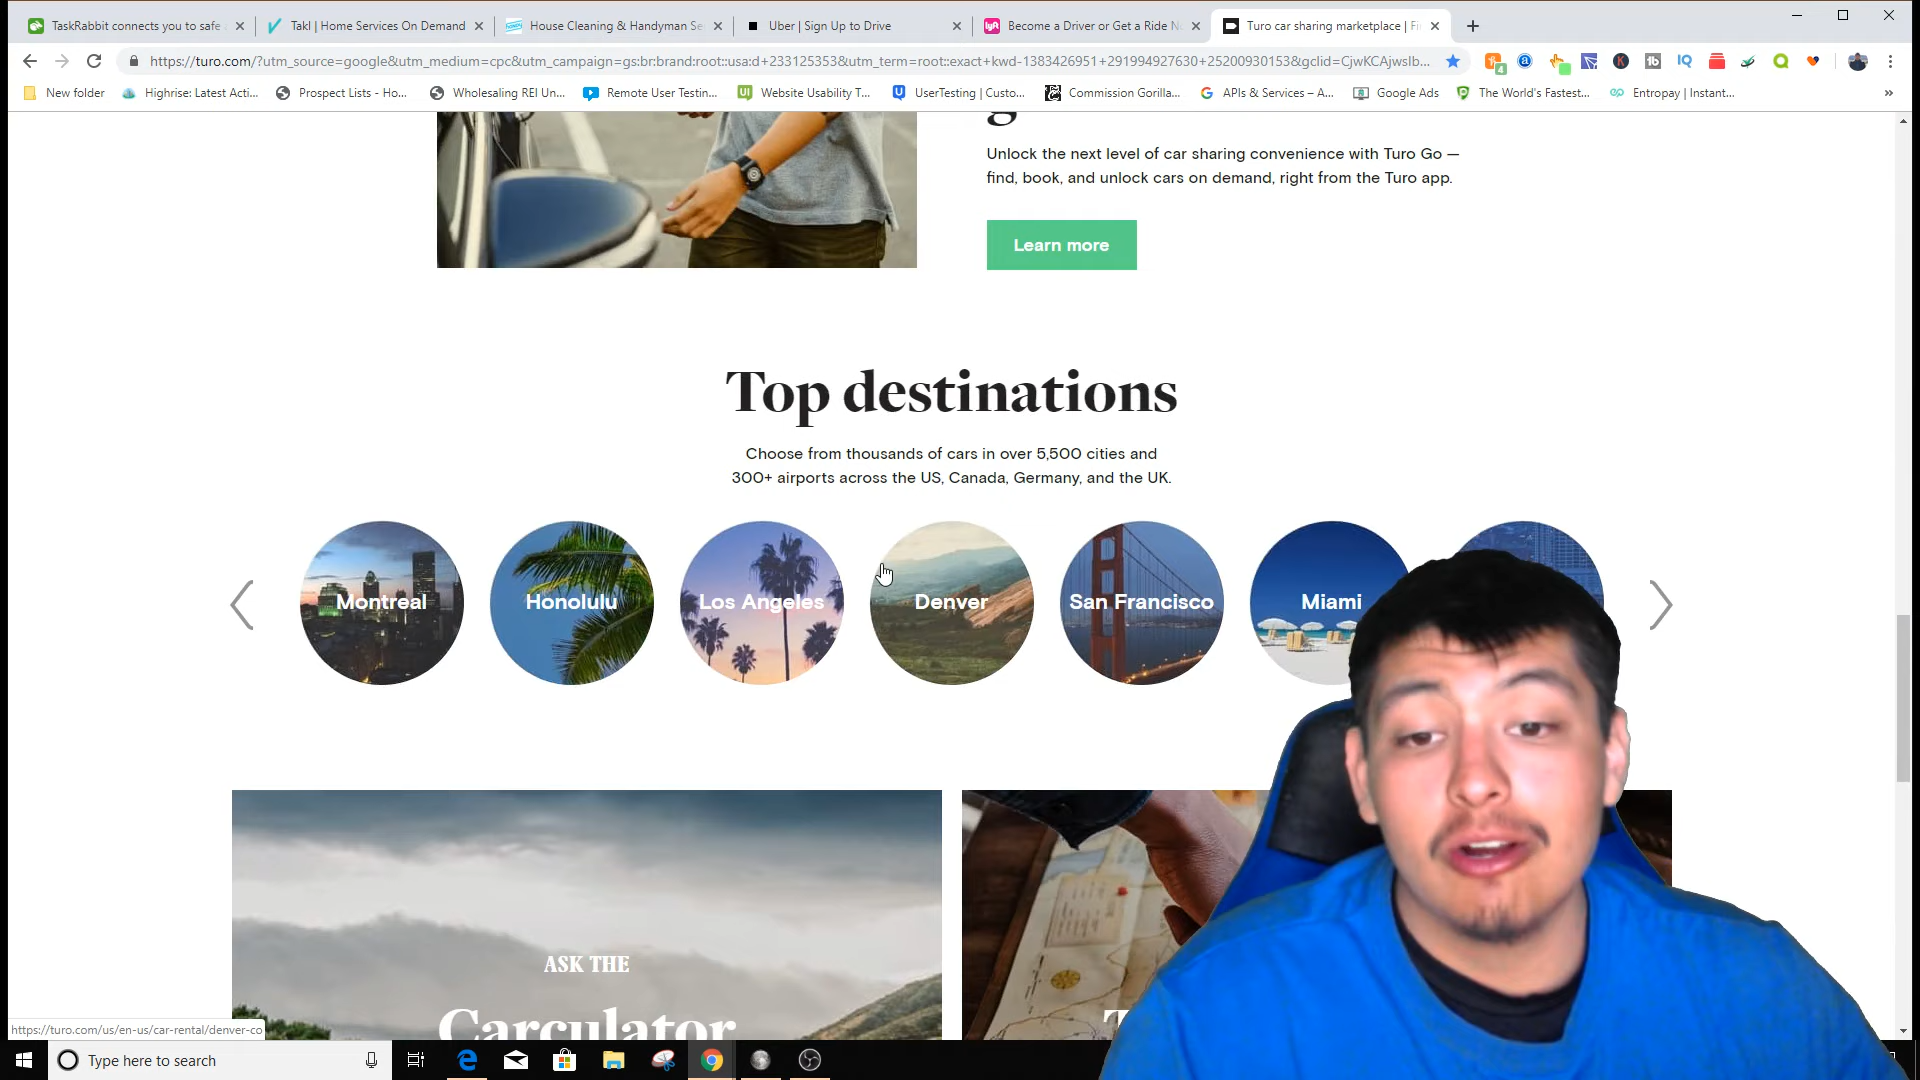 TaskRabbit connects you to safe a
Takl | Home Services On Demand
House Cleaning & Handyman Se
Uber | Sign Up to Drive
Become a Driver or Get a Ride N
Turo car sharing marketplace | Fi
https://turo.com/?utm_source=google&utm_medium=cpc&utm_campaign=gs:br:brand:root:usa:d+233125353&utm_term=root:exact+kwd-1383426951+291994927630+25200930153&gclid=CjwKCAjwsIb...
New folder
Highrise: Latest Acti...
Prospect Lists - Ho...
Wholesaling REI Un...
Remote User Testin...
Website Usability T...
UserTesting | Custo...
Commission Gorilla...
APIs & Services – A...
Google Ads
The World's Fastest...
Entropay | Instant...
»
Unlock the next level of car sharing convenience with Turo Go —
find, book, and unlock cars on demand, right from the Turo app.
Learn more
Top destinations
Choose from thousands of cars in over 5,500 cities and
300+ airports across the US, Canada, Germany, and the UK.
Montreal
Honolulu
Los Angeles
Denver
San Francisco
Miami
ASK THE
Carculator
https://turo.com/us/en-us/car-rental/denver-co
Type here to search